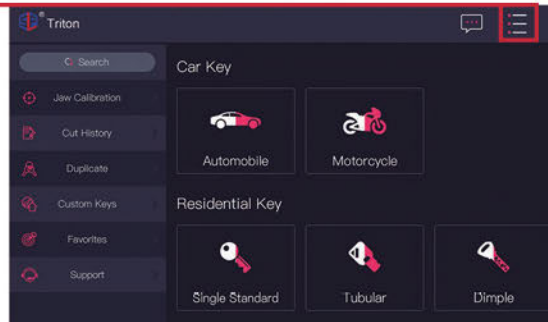 Triton
Search
Car Key
Jaw Calibration
Cut History
Duplicate
Automobile
Motorcycle
Custom Keys
Residential Key
Favorites
Support
Single Standard
Tubular
Dimple